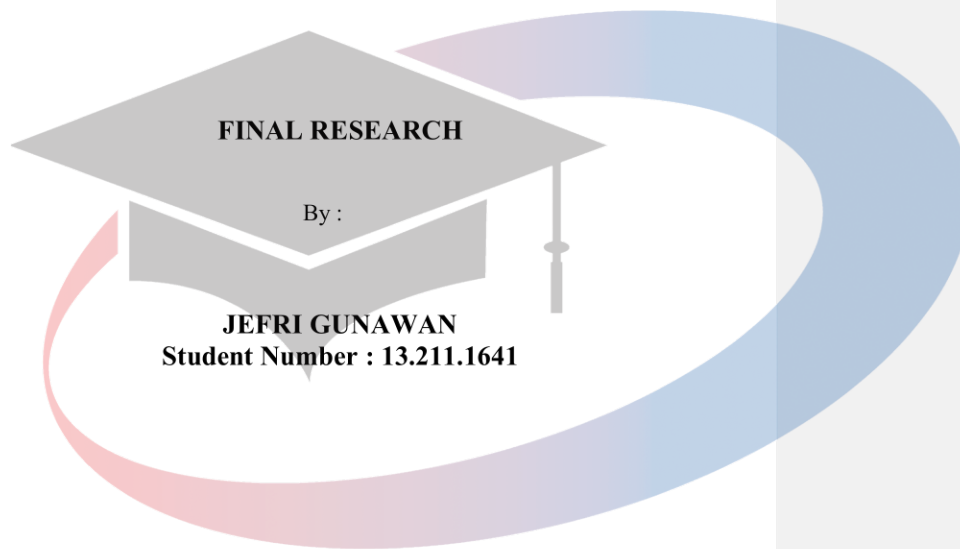 FINAL RESEARCH
By :
JEFRI GUNAWAN
Student Number : 13.211.1641